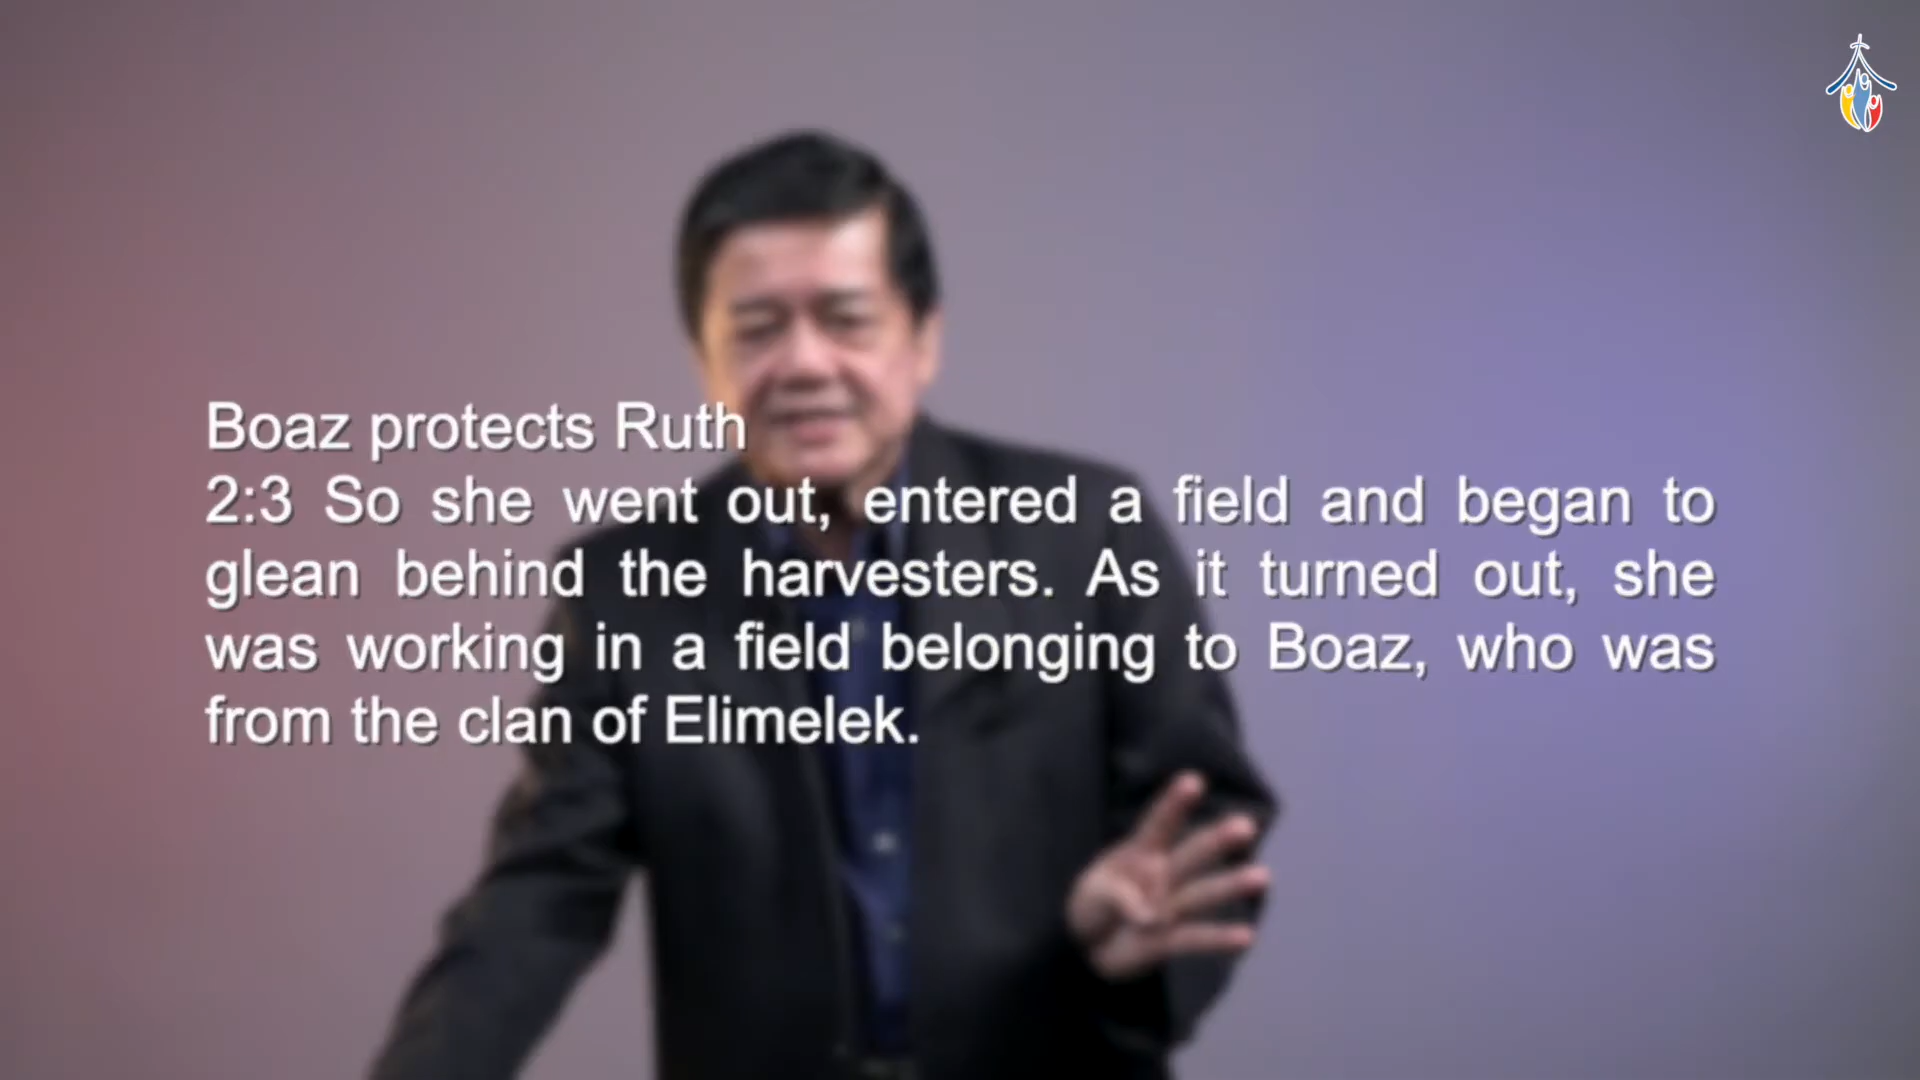 Boaz protects Ruth
2:3 So she went out, entered a field and began to
glean behind the harvesters. As it turned out, she
was working in a field belonging to Boaz, who was
from the clan of Elimelek.